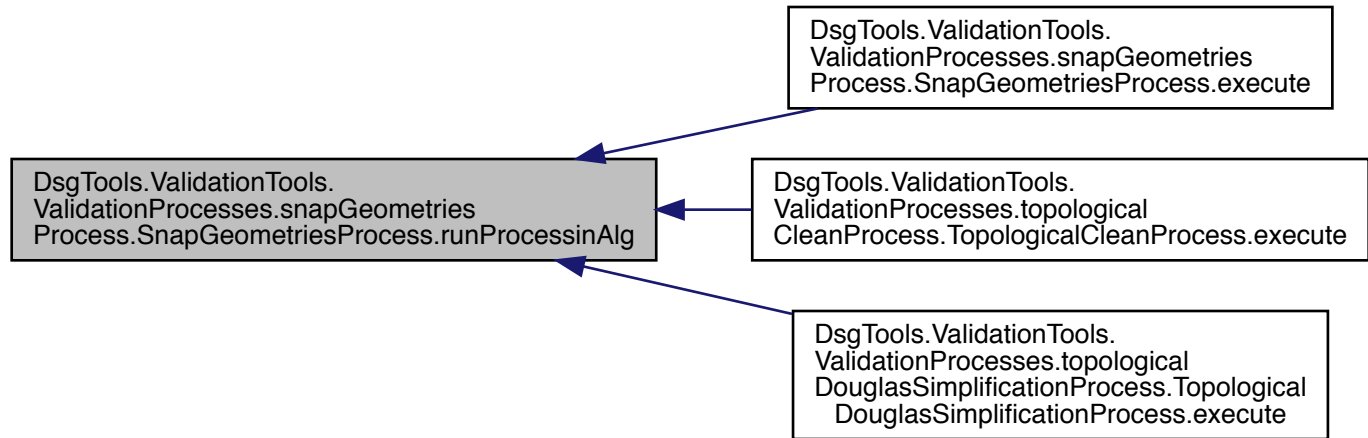 DsgTools.ValidationTools.
ValidationProcesses.snapGeometries
Process.SnapGeometriesProcess.runProcessinAlg
DsgTools.ValidationTools.
ValidationProcesses.snapGeometries
Process.SnapGeometriesProcess.execute
DsgTools.ValidationTools.
ValidationProcesses.topological
CleanProcess.TopologicalCleanProcess.execute
DsgTools.ValidationTools.
ValidationProcesses.topological
DouglasSimplificationProcess.Topological
DouglasSimplificationProcess.execute